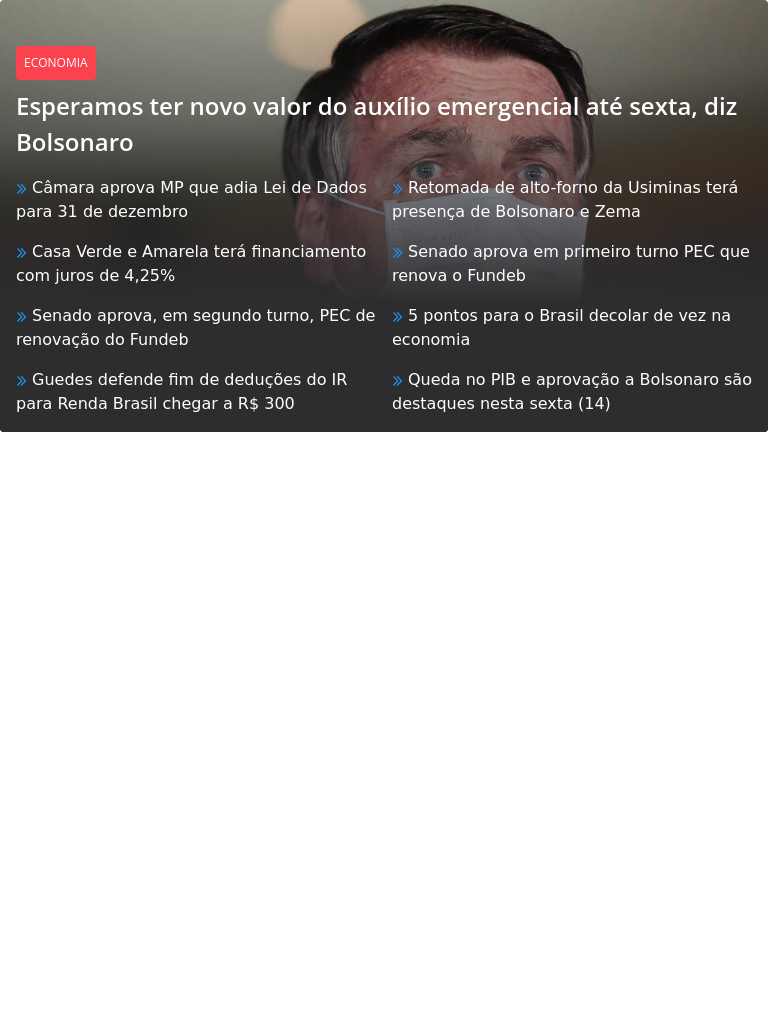 ECONOMIA
Esperamos ter novo valor do auxílio emergencial até sexta, diz
Bolsonaro
» Câmara aprova MP que adia Lei de Dados
para 31 de dezembro
» Retomada de alto-forno da Usiminas terá
presença de Bolsonaro e Zema
» Casa Verde e Amarela terá financiamento
com juros de 4,25%
» Senado aprova em primeiro turno PEC que
renova o Fundeb
» Senado aprova, em segundo turno, PEC de
renovação do Fundeb
» 5 pontos para o Brasil decolar de vez na
economia
» Guedes defende fim de deduções do IR
para Renda Brasil chegar a R$ 300
» Queda no PIB e aprovação a Bolsonaro são
destaques nesta sexta (14)